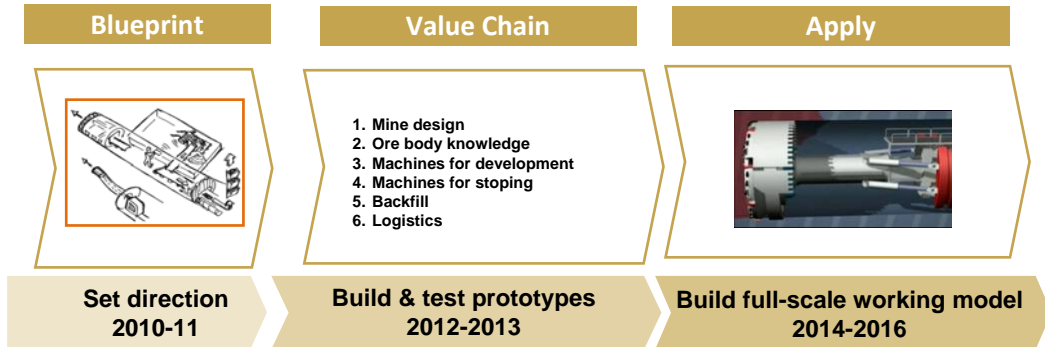 Blueprint
Value Chain
Apply
1. Mine design
2. Ore body knowledge
3. Machines for development
4. Machines for stoping
5. Backfill
6. Logistics
Set direction
2010-11
Build & test prototypes
2012-2013
Build full-scale working model
2014-2016